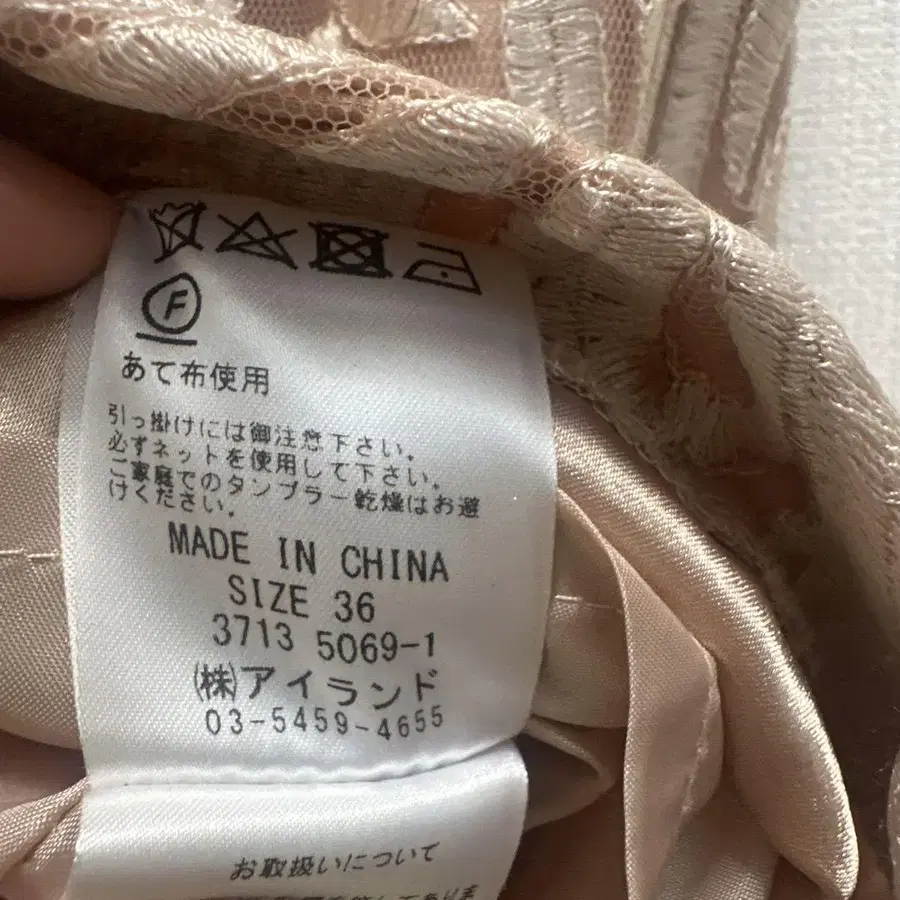 F
あて布使用
引っ掛けには御注意下さい。
必ずネットを使用して下さい。
ご家庭でのタンブラー乾燥はお避
けください。
MADE IN CHINA
SIZE 36
3713 5069-1
(株)アイランド
03-5459-4655
お取扱いについて